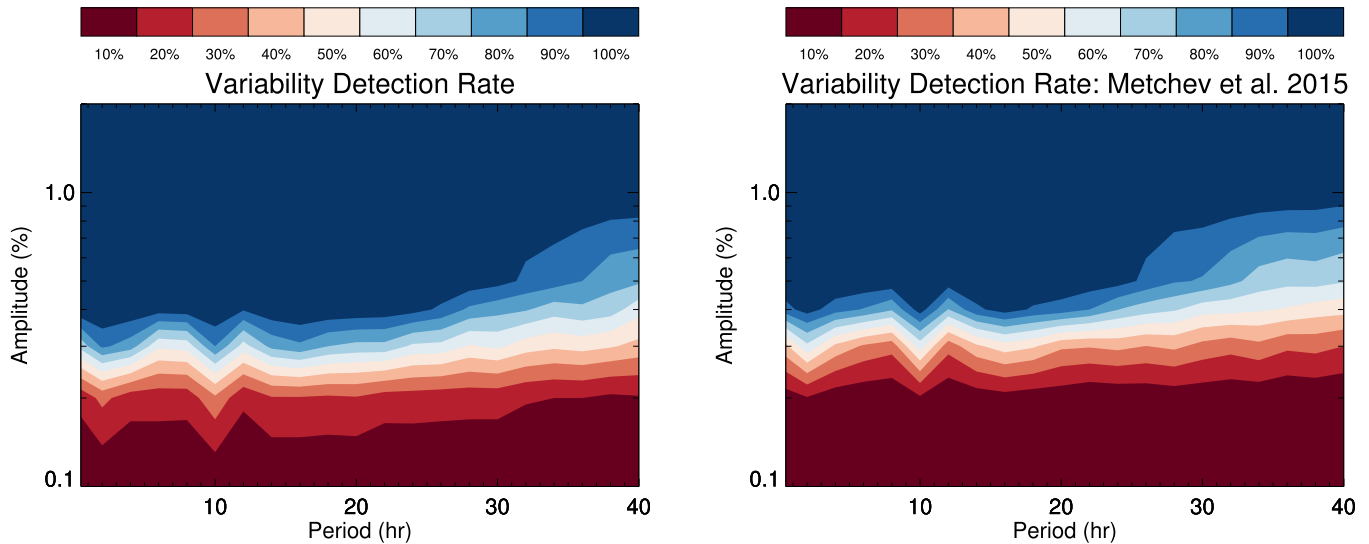 10% 20% 30% 40% 50% 60% 70% 80% 90% 100%
Variability Detection Rate
1.0
Amplitude (%)
0.1
10 20 30 40
Period (hr)
10% 20% 30% 40% 50% 60% 70% 80% 90% 100%
Variability Detection Rate: Metchev et al. 2015
1.0
Amplitude (%)
0.1
10 20 30 40
Period (hr)